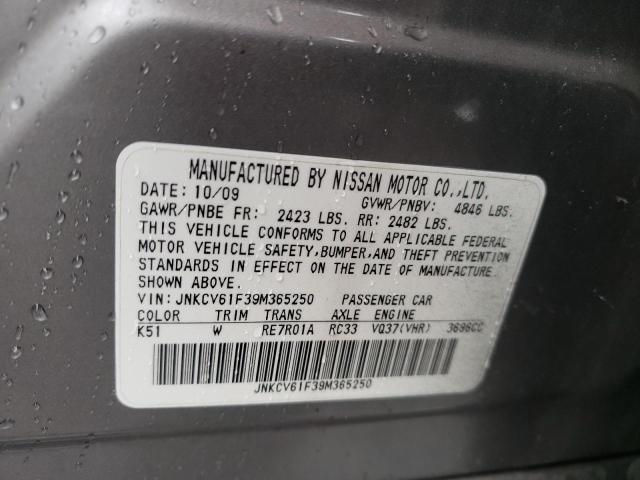 MANUFACTURED BY NISSAN MOTOR CO.,LTD.
DATE: 10/09 GVWR/PNBV: 4846 LBS.
GAWR/PNBE FR: 2423 LBS. RR: 2482 LBS.
THIS VEHICLE CONFORMS TO ALL APPLICABLE FEDERAL
MOTOR VEHICLE SAFETY,BUMPER,AND THEFT PREVENTION
STANDARDS IN EFFECT ON THE DATE OF MANUFACTURE
SHOWN ABOVE.
VIN: JNKCV61F39M365250 PASSENGER CAR
COLOR TRIM TRANS AXLE ENGINE
K51 W RE7R01A RC33 VQ37(VHR) 3696CC
JNKCV61F39M365250